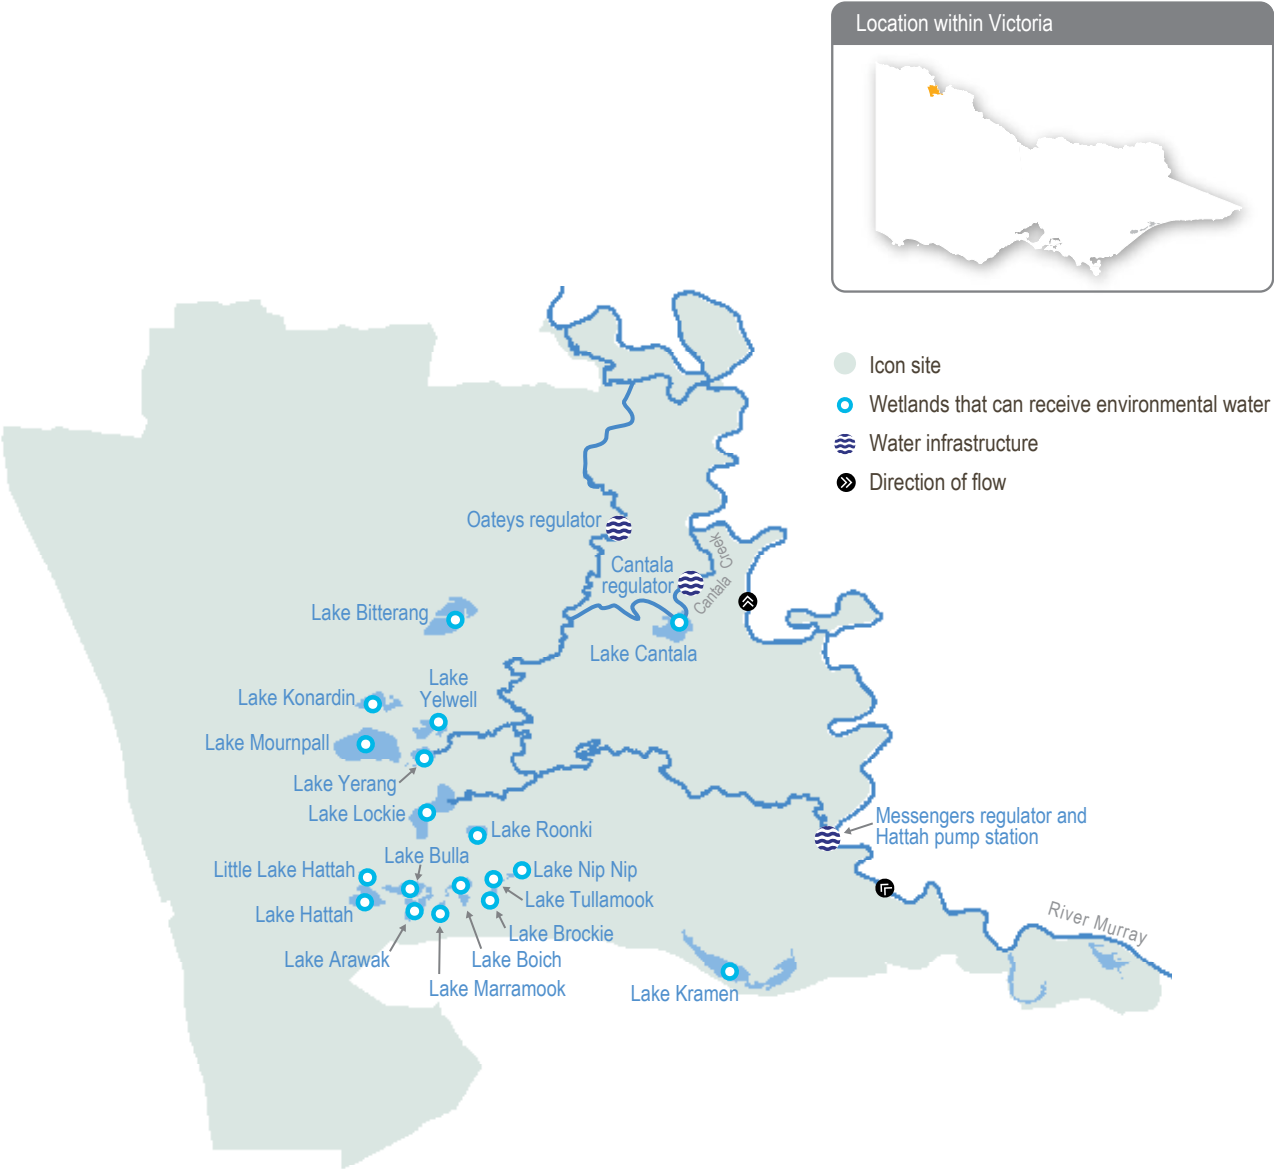 Location within Victoria
Icon site
Wetlands that can receive environmental water
Water infrastructure
Direction of flow
Oateys regulator
Cantala
regulator
Cantala Creek
Lake Bitterang
Lake Cantala
Lake
Yelwell
Lake Konardin
Lake Mournpall
Lake Yerang
Lake Lockie
Messengers regulator and
Hattah pump station
Lake Roonki
Lake Bulla
Little Lake Hattah
Lake Nip Nip
Lake Tullamook
Lake Hattah
Lake Brockie
River Murray
Lake Arawak
Lake Boich
Lake Marramook
Lake Kramen